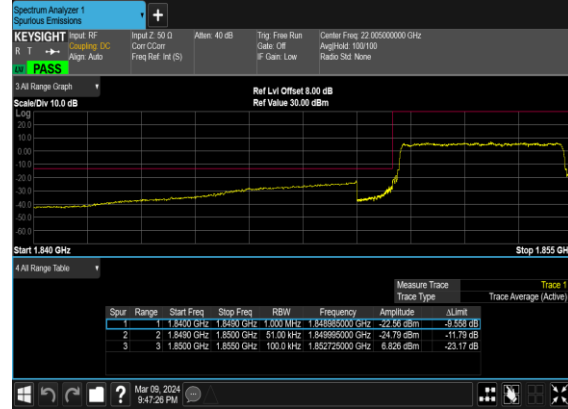 Spectrum Analyzer 1
Spurious Emissions
KEYSIGHT Input: RF Input Z: 50 Ω Atten: 40 dB Trig: Free Run Center Freq: 22.005000000 GHz
R T Coupling: DC Corr CCorr Gate: Off Avg|Hold: 100/100
Align: Auto Freq Ref: Int (S) IF Gain: Low Radio Std: None
PASS
3 All Range Graph
Ref Lvl Offset 8.00 dB
Scale/Div 10.0 dB Ref Value 30.00 dBm
Log
20.0
10.0
0.00
-10.0
-20.0
-30.0
-40.0
-50.0
-60.0
Start 1.840 GHz Stop 1.855 GH
4 All Range Table
Measure Trace Trace 1
Trace Type Trace Average (Active)
Spur Range Start Freq Stop Freq RBW Frequency Amplitude ΔLimit
1 1 1.8400 GHz 1.8490 GHz 1.000 MHz 1.848985000 GHz -22.56 dBm -9.558 dB
2 2 1.8490 GHz 1.8500 GHz 51.00 kHz 1.849995000 GHz -24.79 dBm -11.79 dB
3 3 1.8500 GHz 1.8550 GHz 100.0 kHz 1.852725000 GHz 6.826 dBm -23.17 dB
? Mar 09, 2024
9:47:26 PM